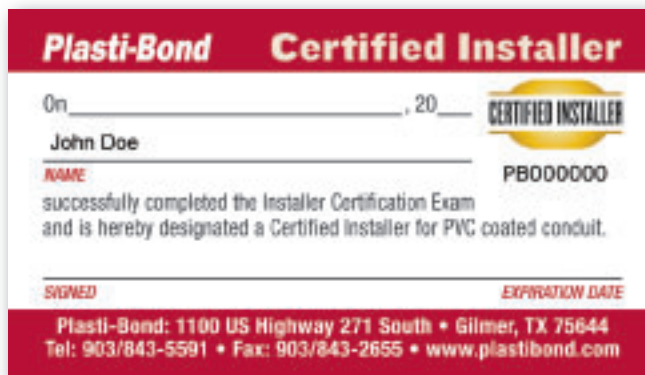 Plasti-Bond Certified Installer
On____________________, 20___
CERTIFIED INSTALLER
John Doe
NAME
PB000000
successfully completed the Installer Certification Exam
and is hereby designated a Certified Installer for PVC coated conduit.
SIGNED EXPIRATION DATE
Plasti-Bond: 1100 US Highway 271 South • Gilmer, TX 75644
Tel: 903/843-5591 • Fax: 903/843-2655 • www.plastibond.com